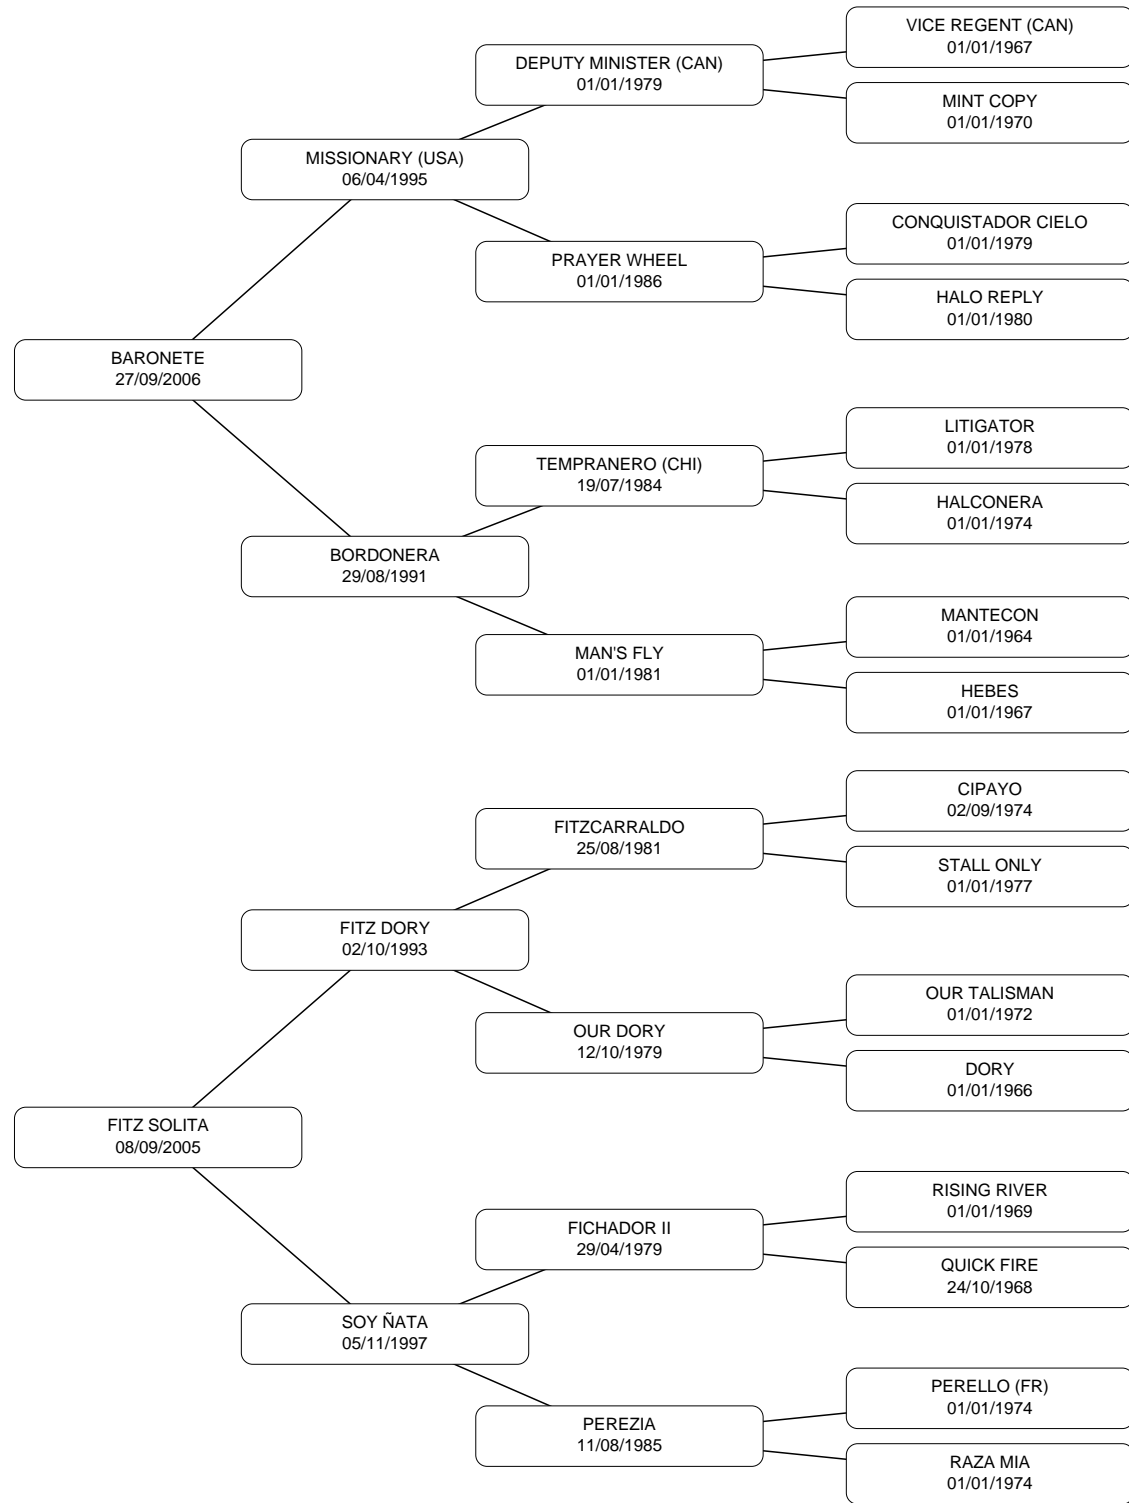 VICE REGENT (CAN)
01/01/1967
DEPUTY MINISTER (CAN)
01/01/1979
MINT COPY
01/01/1970
MISSIONARY (USA)
06/04/1995
CONQUISTADOR CIELO
01/01/1979
PRAYER WHEEL
01/01/1986
HALO REPLY
01/01/1980
BARONETE
27/09/2006
LITIGATOR
01/01/1978
TEMPRANERO (CHI)
19/07/1984
HALCONERA
01/01/1974
BORDONERA
29/08/1991
MANTECON
01/01/1964
MAN'S FLY
01/01/1981
HEBES
01/01/1967
CIPAYO
02/09/1974
FITZCARRALDO
25/08/1981
STALL ONLY
01/01/1977
FITZ DORY
02/10/1993
OUR TALISMAN
01/01/1972
OUR DORY
12/10/1979
DORY
01/01/1966
FITZ SOLITA
08/09/2005
RISING RIVER
01/01/1969
FICHADOR II
29/04/1979
QUICK FIRE
24/10/1968
SOY ÑATA
05/11/1997
PERELLO (FR)
01/01/1974
PEREZIA
11/08/1985
RAZA MIA
01/01/1974